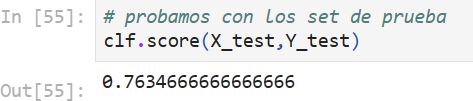 In [55]: # probamos con los set de prueba
clf.score(X_test,Y_test)
Out[55]: 0.7634666666666666